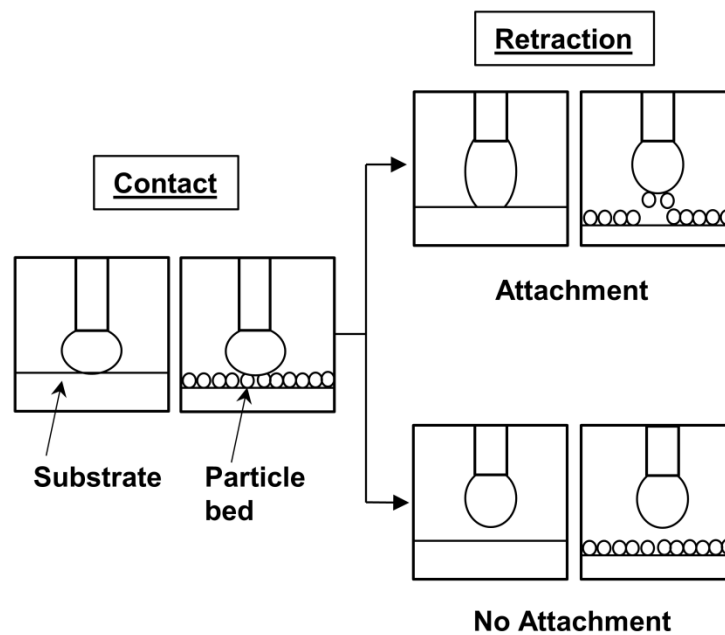 Retraction
Contact
Attachment
Substrate
Particle
bed
No Attachment